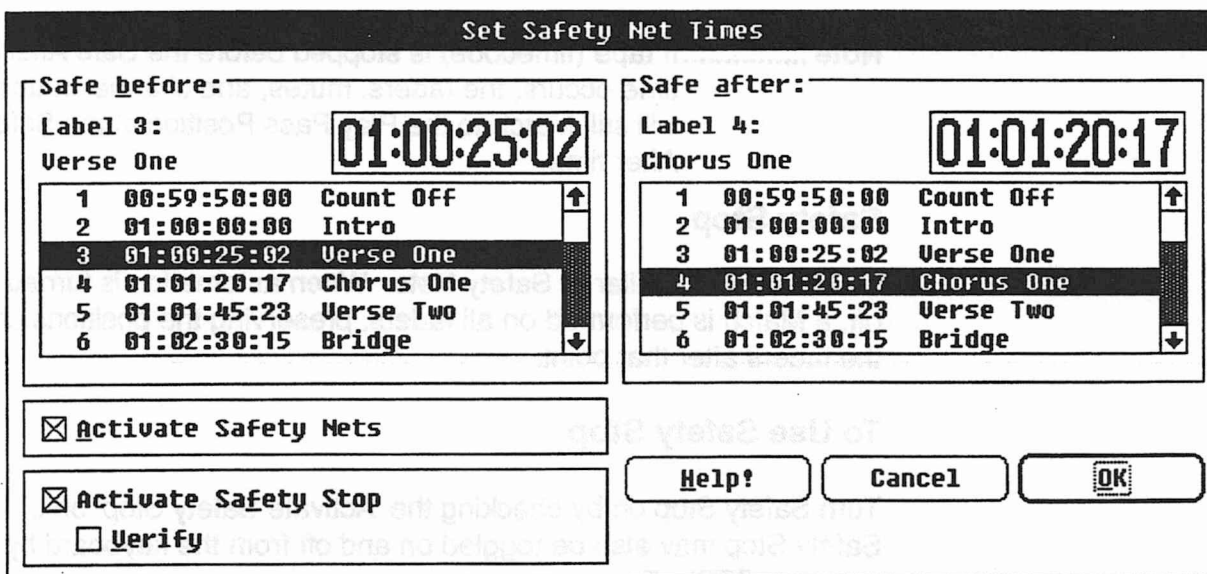 Set Safety Net Times
Safe before:
Label 3:
Verse One
01:00:25:02
1 00:59:50:00 Count Off
2 01:00:00:00 Intro
3 01:00:25:02 Verse One
4 01:01:20:17 Chorus One
5 01:01:45:23 Verse Two
6 01:02:30:15 Bridge
Safe after:
Label 4:
Chorus One
01:01:20:17
1 00:59:50:00 Count Off
2 01:00:00:00 Intro
3 01:00:25:02 Verse One
4 01:01:20:17 Chorus One
5 01:01:45:23 Verse Two
6 01:02:30:15 Bridge
Activate Safety Nets
Activate Safety Stop
Verify
Help!
Cancel
OK
To Use Safety Stop